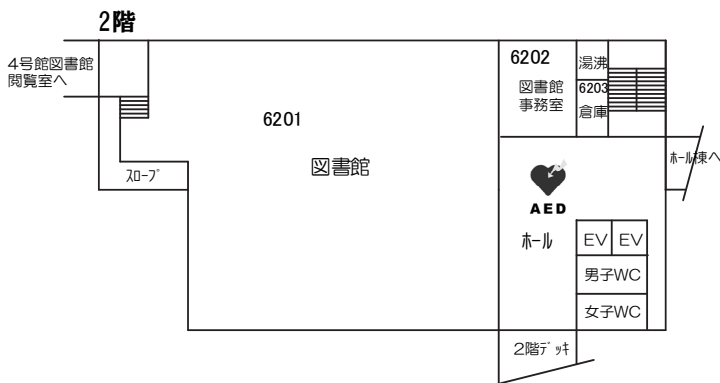 2階
4号館図書館
閲覧室へ
6201
図書館
6202
図書館
事務室
湯沸
6203
倉庫
ｽﾛｰﾌﾟ
ﾎｰﾙ棟へ
AED
ﾎｰﾙ
EV
EV
男子WC
女子WC
2階ﾃﾞｯｷ